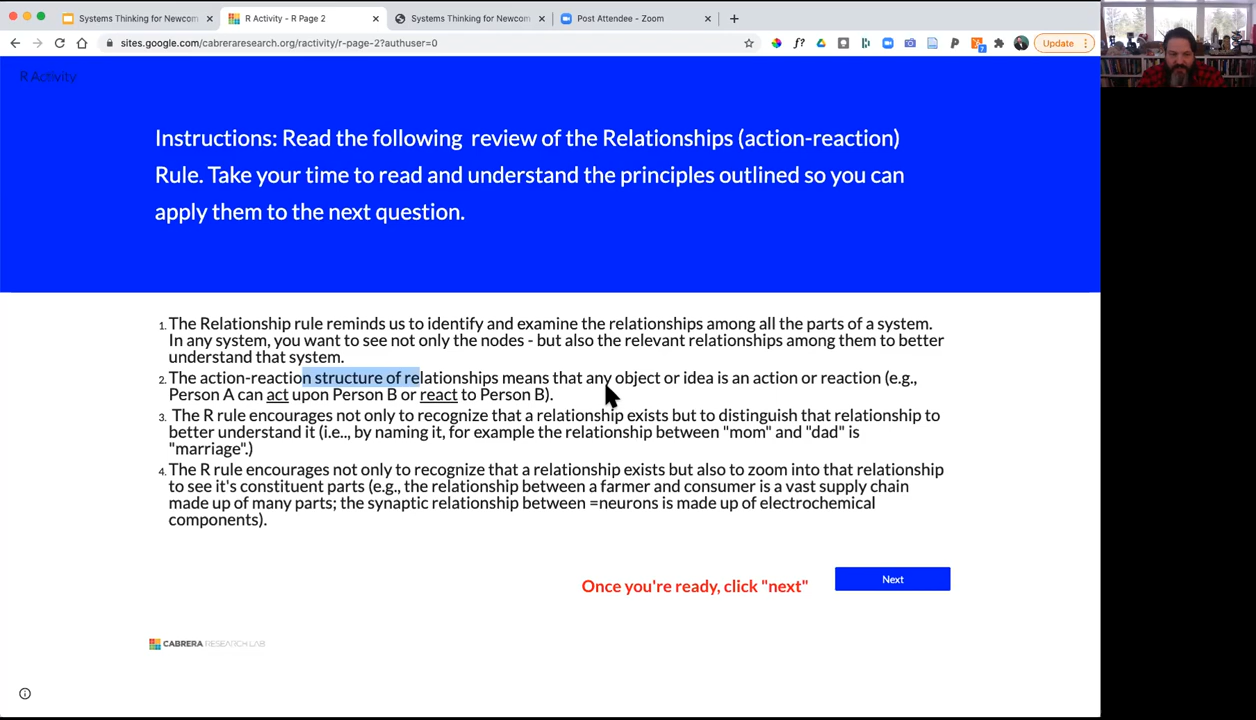 Systems Thinking for Newcom
R Activity - R Page 2
Systems Thinking for Newcom
Post Attendee - Zoom
sites.google.com/cabreraresearch.org/ractivity/r-page-2?authuser=0
Update
R Activity
Instructions: Read the following review of the Relationships (action-reaction)
Rule. Take your time to read and understand the principles outlined so you can
apply them to the next question.
1. The Relationship rule reminds us to identify and examine the relationships among all the parts of a system.
In any system, you want to see not only the nodes - but also the relevant relationships among them to better
understand that system.
2. The action-reaction structure of relationships means that any object or idea is an action or reaction (e.g.,
Person A can act upon Person B or react to Person B).
3. The R rule encourages not only to recognize that a relationship exists but to distinguish that relationship to
better understand it (i.e.., by naming it, for example the relationship between "mom" and "dad" is
"marriage".)
4. The R rule encourages not only to recognize that a relationship exists but also to zoom into that relationship
to see it's constituent parts (e.g., the relationship between a farmer and consumer is a vast supply chain
made up of many parts; the synaptic relationship between =neurons is made up of electrochemical
components).
Once you're ready, click "next"
Next
CABRERA RESEARCH LAB